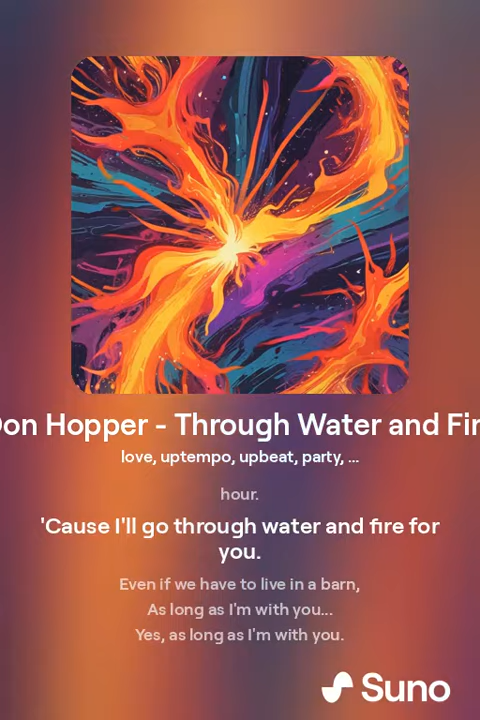 on Hopper - Through Water and Fir
love, uptempo, upbeat, party, ...
hour.
'Cause I'll go through water and fire for
you.
Even if we have to live in a barn,
As long as I'm with you...
Yes, as long as I'm with you.
Suno